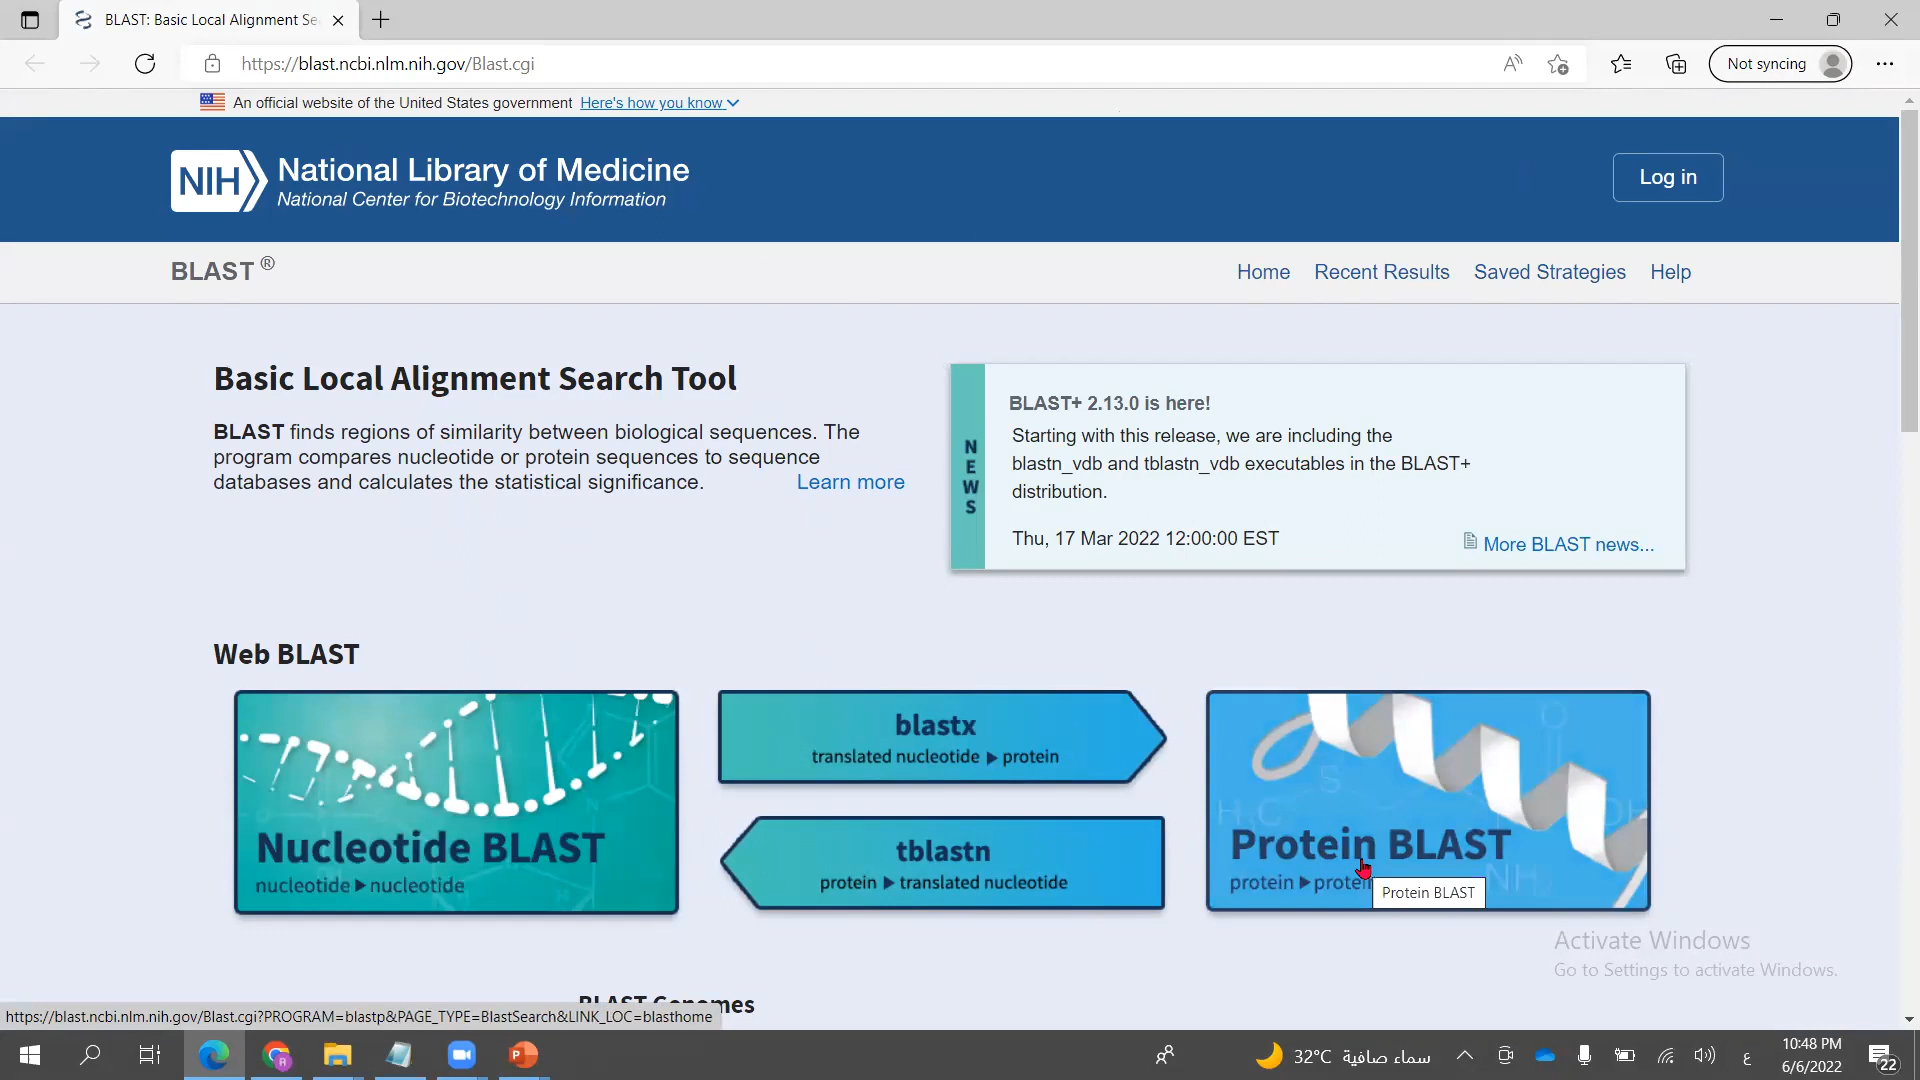 BLAST: Basic Local Alignment Se
https://blast.ncbi.nlm.nih.gov/Blast.cgi
Not syncing
An official website of the United States government Here's how you know
NIH National Library of Medicine
National Center for Biotechnology Information
Log in
BLAST ®
Home Recent Results Saved Strategies Help
Basic Local Alignment Search Tool
BLAST finds regions of similarity between biological sequences. The
program compares nucleotide or protein sequences to sequence
databases and calculates the statistical significance. Learn more
NEWS
BLAST+ 2.13.0 is here!
Starting with this release, we are including the
blastn_vdb and tblastn_vdb executables in the BLAST+
distribution.
Thu, 17 Mar 2022 12:00:00 EST
More BLAST news...
Web BLAST
Nucleotide BLAST
nucleotide ▶ nucleotide
blastx
translated nucleotide ▶ protein
tblastn
protein ▶ translated nucleotide
Protein BLAST
protein ▶ protein
Protein BLAST
Activate Windows
Go to Settings to activate Windows.
BLAST Genomes
https://blast.ncbi.nlm.nih.gov/Blast.cgi?PROGRAM=blastp&PAGE_TYPE=BlastSearch&LINK_LOC=blasthome
32°C سماء صافية
ع
10:48 PM
6/6/2022
22